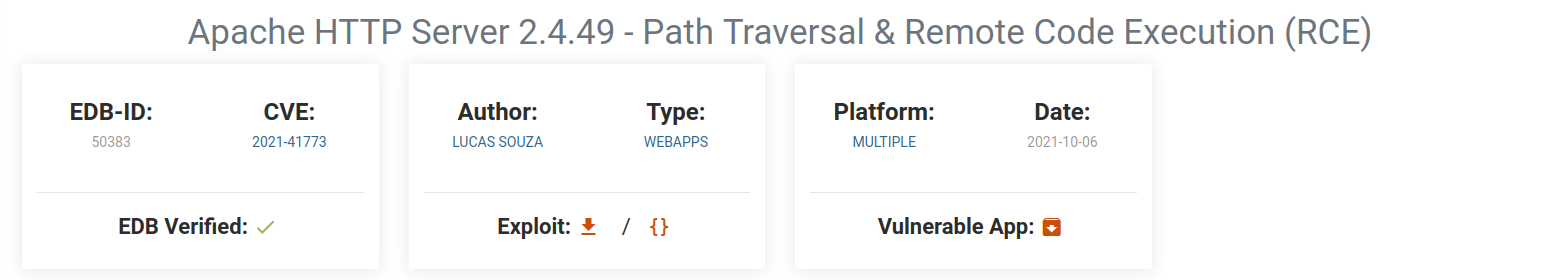 Apache HTTP Server 2.4.49 - Path Traversal & Remote Code Execution (RCE)
EDB-ID: CVE:
50383 2021-41773
EDB Verified:
Author: Type:
LUCAS SOUZA WEBAPPS
Exploit: / {}
Platform: Date:
MULTIPLE 2021-10-06
Vulnerable App: